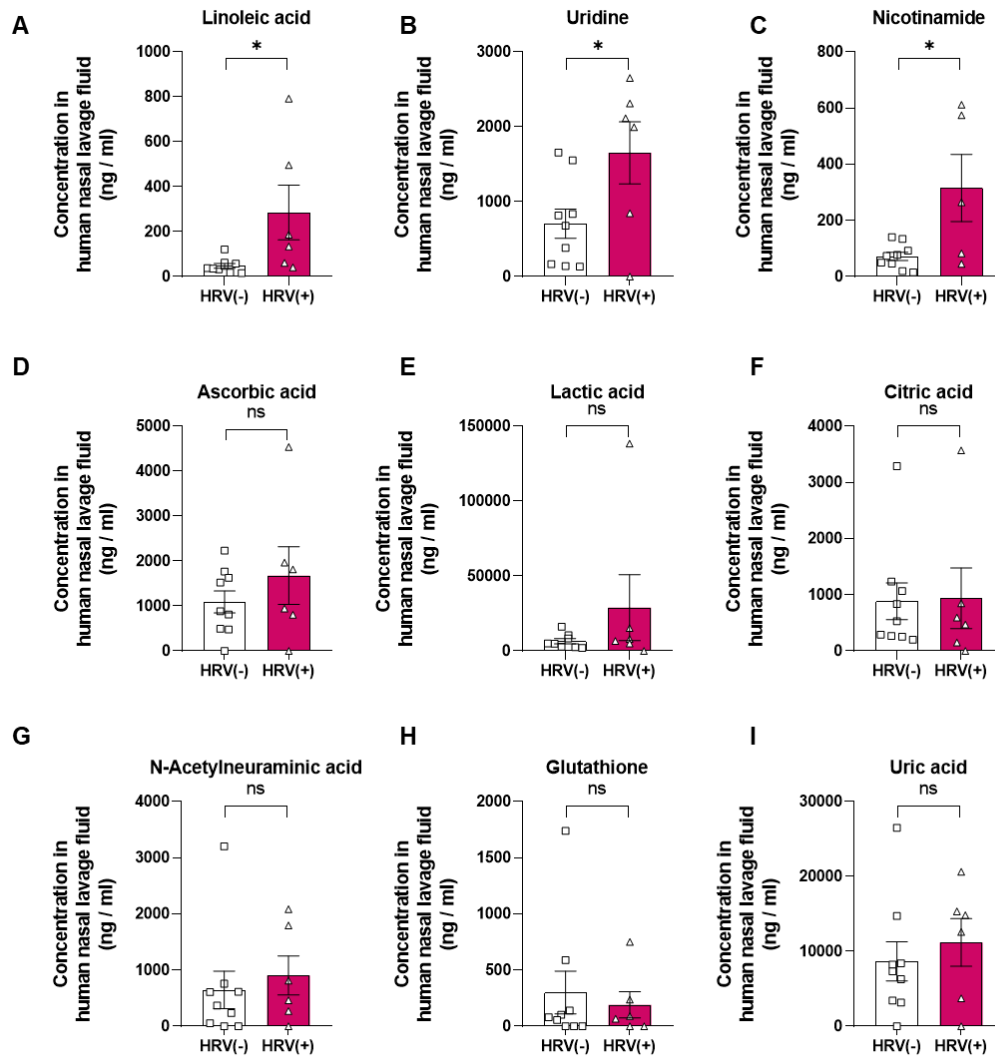 A
Linoleic acid
*
Concentration in
human nasal lavage fluid
(ng / ml)
1000
800
600
400
200
0
HRV(-)
HRV(+)
B
Uridine
*
Concentration in
human nasal lavage fluid
(ng / ml)
3000
2000
1000
0
HRV(-)
HRV(+)
C
Nicotinamide
*
Concentration in
human nasal lavage fluid
(ng / ml)
800
600
400
200
0
HRV(-)
HRV(+)
D
Ascorbic acid
ns
Concentration in
human nasal lavage fluid
(ng / ml)
5000
4000
3000
2000
1000
0
HRV(-)
HRV(+)
E
Lactic acid
ns
Concentration in
human nasal lavage fluid
(ng / ml)
150000
100000
50000
0
HRV(-)
HRV(+)
F
Citric acid
ns
Concentration in
human nasal lavage fluid
(ng / ml)
4000
3000
2000
1000
0
HRV(-)
HRV(+)
G
N-Acetylneuraminic acid
ns
Concentration in
human nasal lavage fluid
(ng / ml)
4000
3000
2000
1000
0
HRV(-)
HRV(+)
H
Glutathione
ns
Concentration in
human nasal lavage fluid
(ng / ml)
2000
1500
1000
500
0
HRV(-)
HRV(+)
I
Uric acid
ns
Concentration in
human nasal lavage fluid
(ng / ml)
30000
20000
10000
0
HRV(-)
HRV(+)